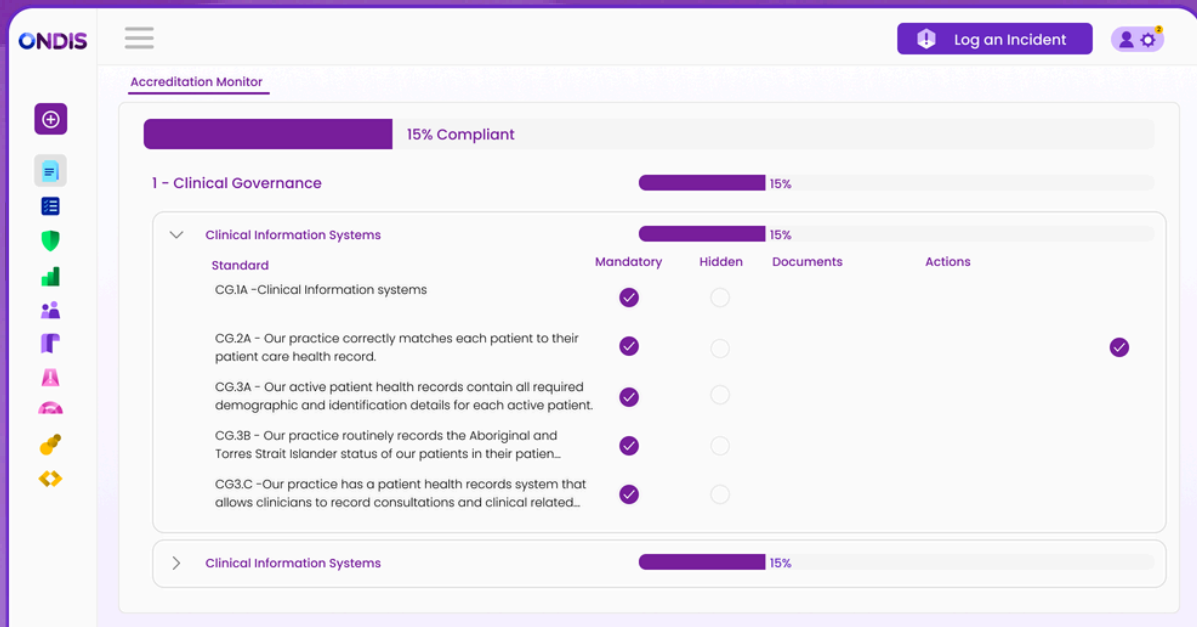 ONDIS
Log an Incident
2
Accreditation Monitor
15% Compliant
1 - Clinical Governance
15%
Clinical Information Systems
15%
Standard
Mandatory
Hidden
Documents
Actions
CG.1A -Clinical Information systems
CG.2A - Our practice correctly matches each patient to their
patient care health record.
CG.3A - Our active patient health records contain all required
demographic and identification details for each active patient.
CG.3B - Our practice routinely records the Aboriginal and
Torres Strait Islander status of our patients in their patien...
CG3.C -Our practice has a patient health records system that
allows clinicians to record consultations and clinical related...
Clinical Information Systems
15%